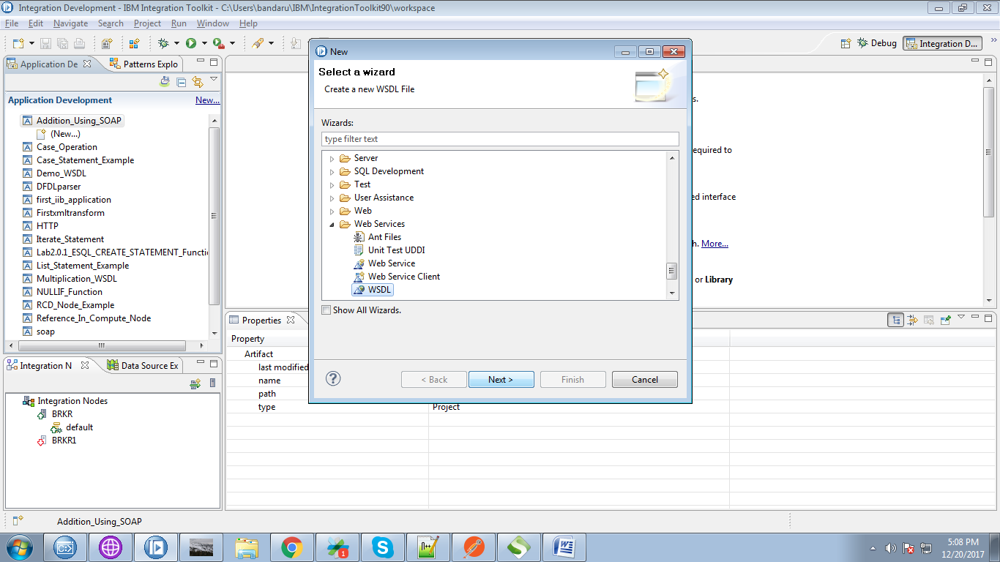 Integration Development - IBM Integration Toolkit - C:\Users\bandaru\IBM\IntegrationToolkit90\workspace
File Edit Navigate Search Project Run Window Help
Debug
Integration D...
Application De
Patterns Explo
Application Development
New...
Addition_Using_SOAP
(New...)
Case_Operation
Case_Statement_Example
Demo_WSDL
DFDLparser
first_iib_application
Firstxmltransform
HTTP
Iterate_Statement
Lab2.0.1_ESQL_CREATE_STATEMENT_Functi
List_Statement_Example
Multiplication_WSDL
NULLIF_Function
RCD_Node_Example
Reference_In_Compute_Node
soap
Integration N
Data Source Ex
Integration Nodes
BRKR
default
BRKR1
New
Select a wizard
Create a new WSDL File
Wizards:
type filter text
Server
SQL Development
Test
User Assistance
Web
Web Services
Ant Files
Unit Test UDDI
Web Service
Web Service Client
WSDL
Show All Wizards.
< Back
Next >
Finish
Cancel
s.
equired to
ed interface
h. More...
or Library
Properties
Property
Artifact
last modified
name
path
type
Project
Addition_Using_SOAP
1
5:08 PM
12/20/2017